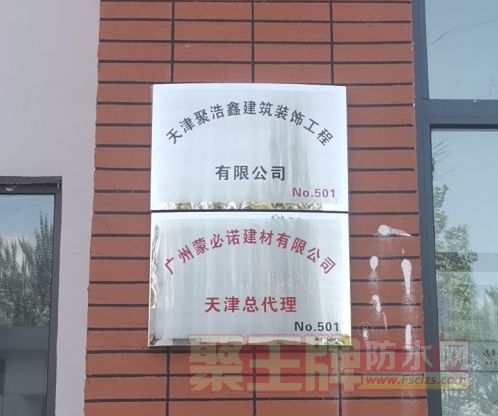 天津聚浩鑫建筑装饰工程
有限公司
No.501
广州蒙必诺建材有限公司
天津总代理
No.501
聚王牌防水网®
www.Fsclzs.com